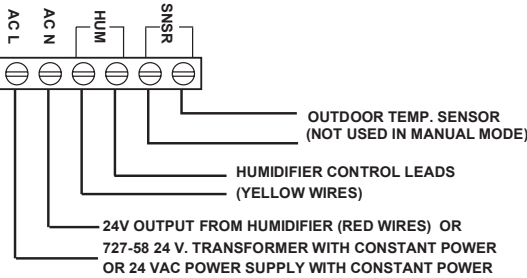 AC L
AC N
HUM
SNSR
OUTDOOR TEMP. SENSOR
(NOT USED IN MANUAL MODE)
HUMIDIFIER CONTROL LEADS
(YELLOW WIRES)
24V OUTPUT FROM HUMIDIFIER (RED WIRES) OR
727-58 24 V. TRANSFORMER WITH CONSTANT POWER
OR 24 VAC POWER SUPPLY WITH CONSTANT POWER